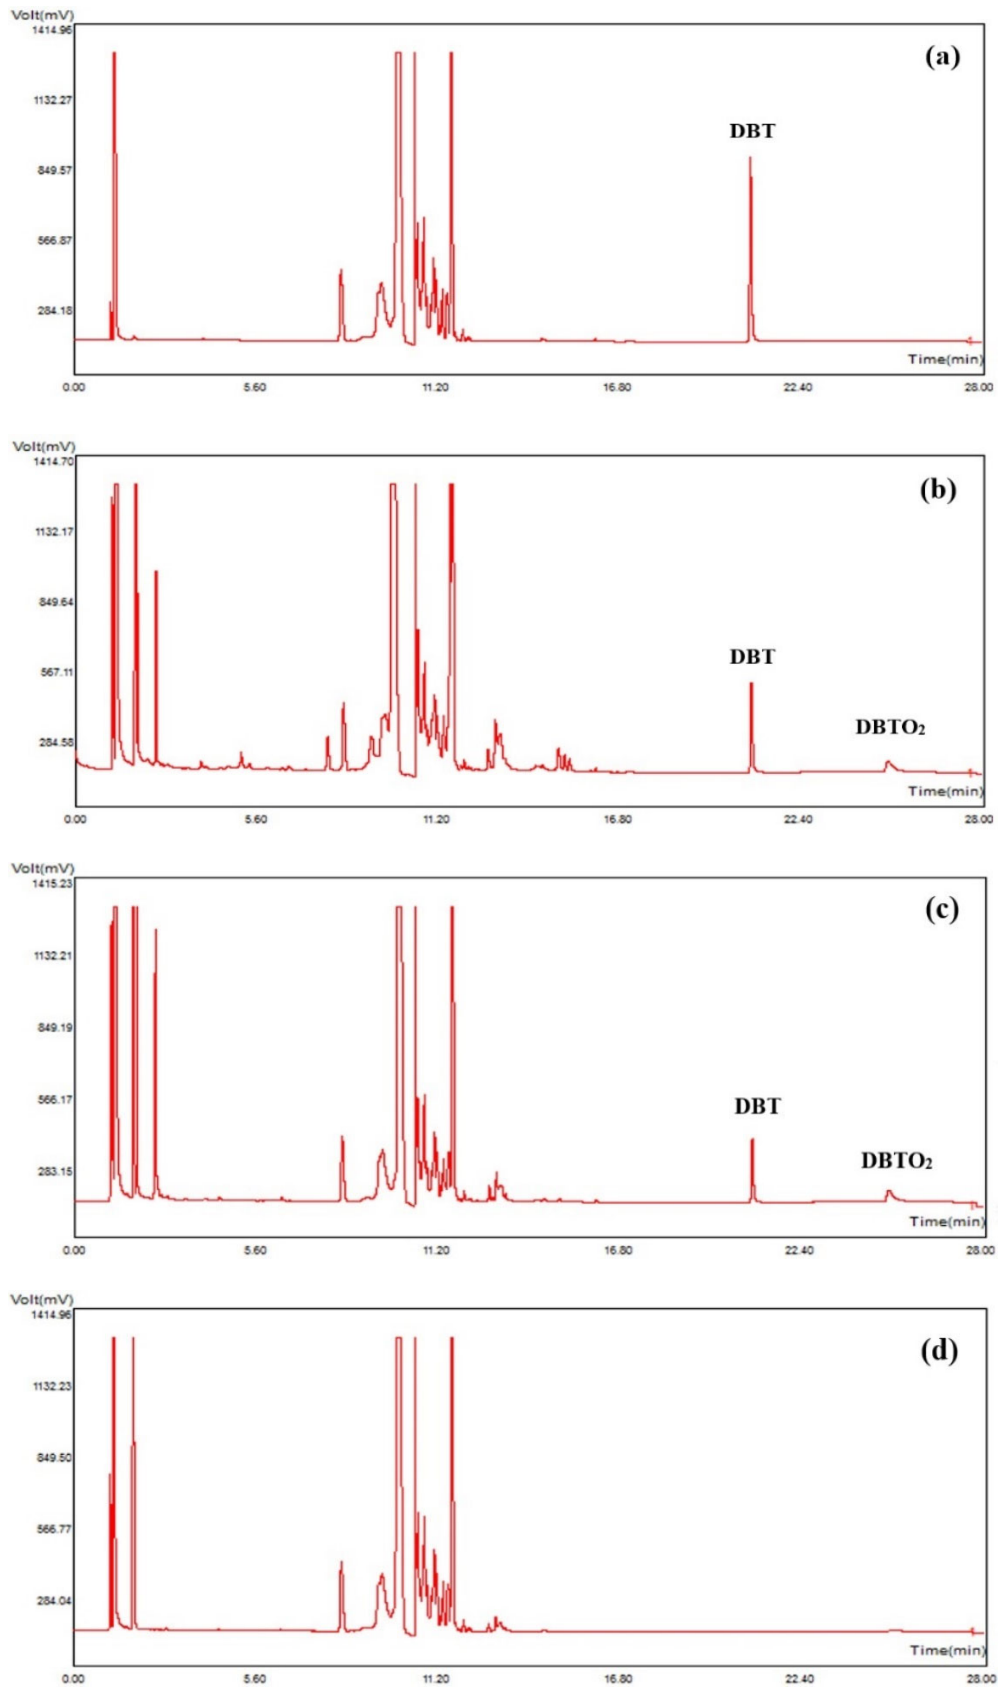 Volt(mV)
1414.96
(a)
1132.27
DBT
849.57
566.87
284.18
Time(min)
0.00 5.60 11.20 16.80 22.40 28.00
Volt(mV)
1414.70
(b)
1132.17
849.64
567.11
DBT
284.58
DBTO₂
Time(min)
0.00 5.60 11.20 16.80 22.40 28.00
Volt(mV)
1415.23
(c)
1132.21
849.19
566.17
DBT
283.15
DBTO₂
Time(min)
0.00 5.60 11.20 16.80 22.40 28.00
Volt(mV)
1414.96
(d)
1132.23
849.50
566.77
284.04
Time(min)
0.00 5.60 11.20 16.80 22.40 28.00